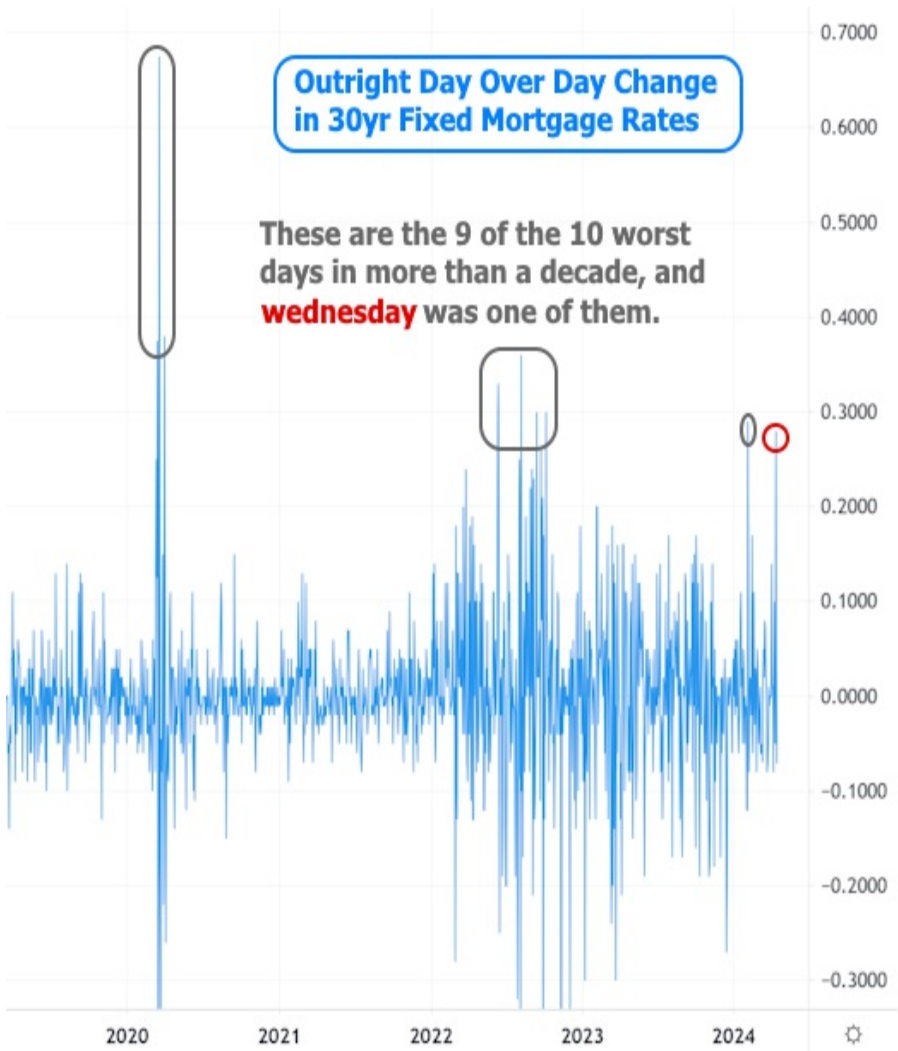 0.7000
Outright Day Over Day Change
in 30yr Fixed Mortgage Rates
0.6000
These are the 9 of the 10 worst
days in more than a decade, and
wednesday was one of them.
0.5000
0.4000
0.3000
0.2000
0.1000
0.0000
−0.1000
−0.2000
−0.3000
2020 2021 2022 2023 2024